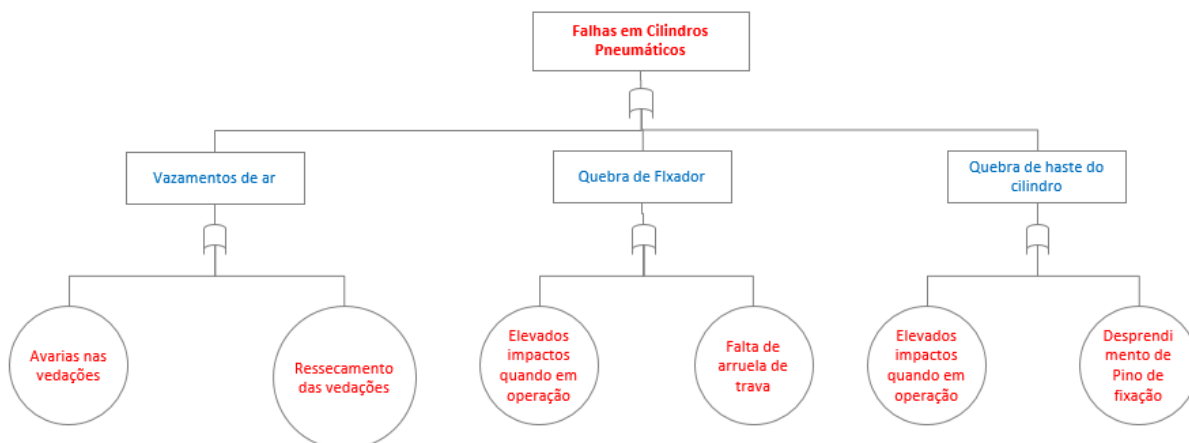 Falhas em Cilindros
Pneumáticos
Vazamentos de ar
Quebra de FIxador
Quebra de haste do
cilindro
Avarias nas
vedações
Ressecamento
das vedações
Elevados
impactos
quando em
operação
Falta de
arruela de
trava
Elevados
impactos
quando em
operação
Desprendi
mento de
Pino de
fixação